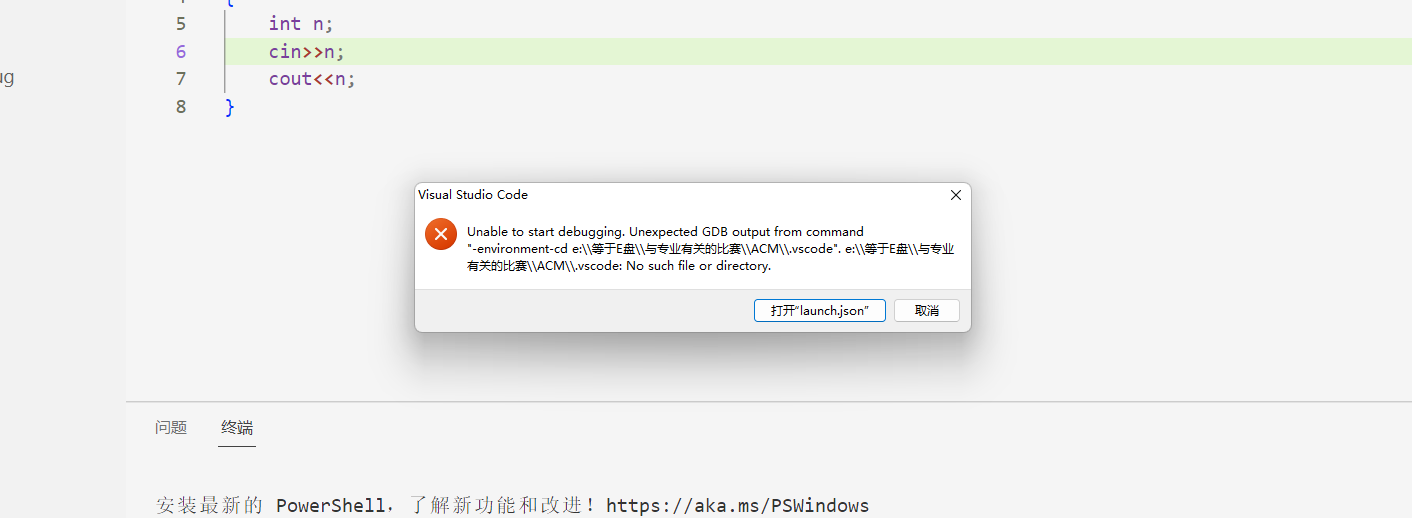 {
5 int n;
6 cin>>n;
ug
7 cout<<n;
8 }
Visual Studio Code
Unable to start debugging. Unexpected GDB output from command
"-environment-cd e:\\等于E盘\\与专业有关的比赛\\ACM\\.vscode". e:\\等于E盘\\与专业
有关的比赛\\ACM\\.vscode: No such file or directory.
打开“launch.json” 取消
问题 终端
安装最新的 PowerShell，了解新功能和改进！https://aka.ms/PSWindows